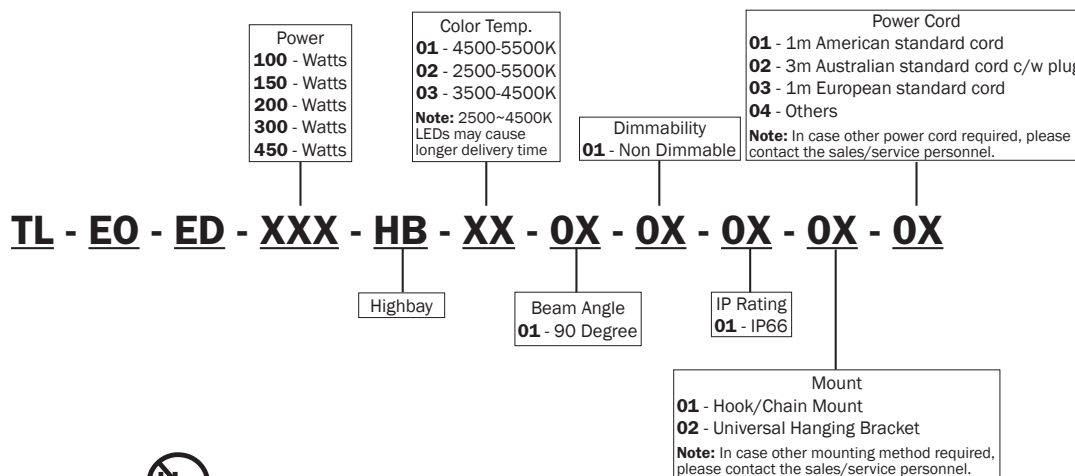 Power
100 - Watts
150 - Watts
200 - Watts
300 - Watts
450 - Watts
Color Temp.
01 - 4500-5500K
02 - 2500-5500K
03 - 3500-4500K
Note: 2500~4500K
LEDs may cause
longer delivery time
Dimmability
01 - Non Dimmable
Power Cord
01 - 1m American standard cord
02 - 3m Australian standard cord c/w plug
03 - 1m European standard cord
04 - Others
Note: In case other power cord required, please
contact the sales/service personnel.
TL - EO - ED - XXX - HB - XX - 0X - 0X - 0X - 0X - 0X
Highbay
Beam Angle
01 - 90 Degree
IP Rating
01 - IP66
Mount
01 - Hook/Chain Mount
02 - Universal Hanging Bracket
Note: In case other mounting method required,
please contact the sales/service personnel.